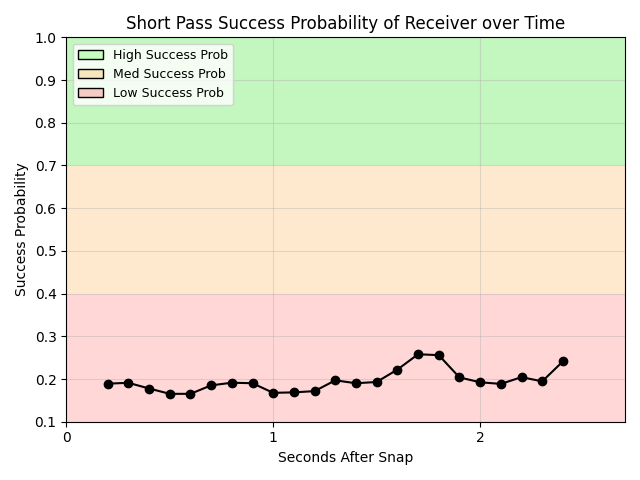 Short Pass Success Probability of Receiver over Time
1.0
0.9
0.8
0.7
0.6
0.5
0.4
0.3
0.2
0.1
High Success Prob
Med Success Prob
Low Success Prob
Success Probability
0
1
2
Seconds After Snap